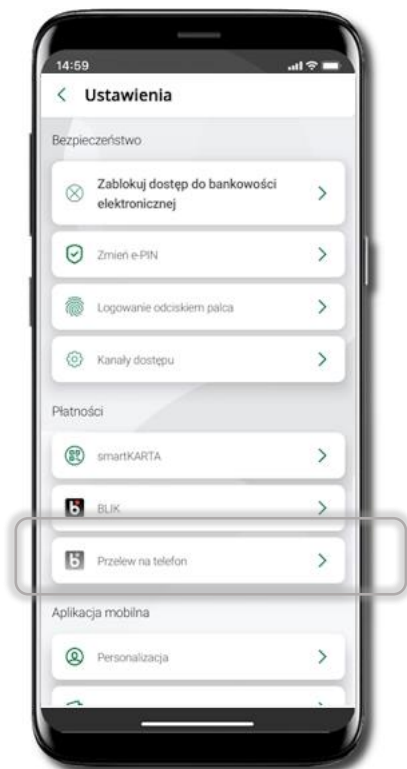 14:59
Ustawienia
Bezpieczeństwo
Zablokuj dostęp do bankowości
elektronicznej
Zmień e-PIN
Logowanie odciskiem palca
Kanały dostępu
Płatności
smartKARTA
BLIK
Przelew na telefon
Aplikacja mobilna
Personalizacja